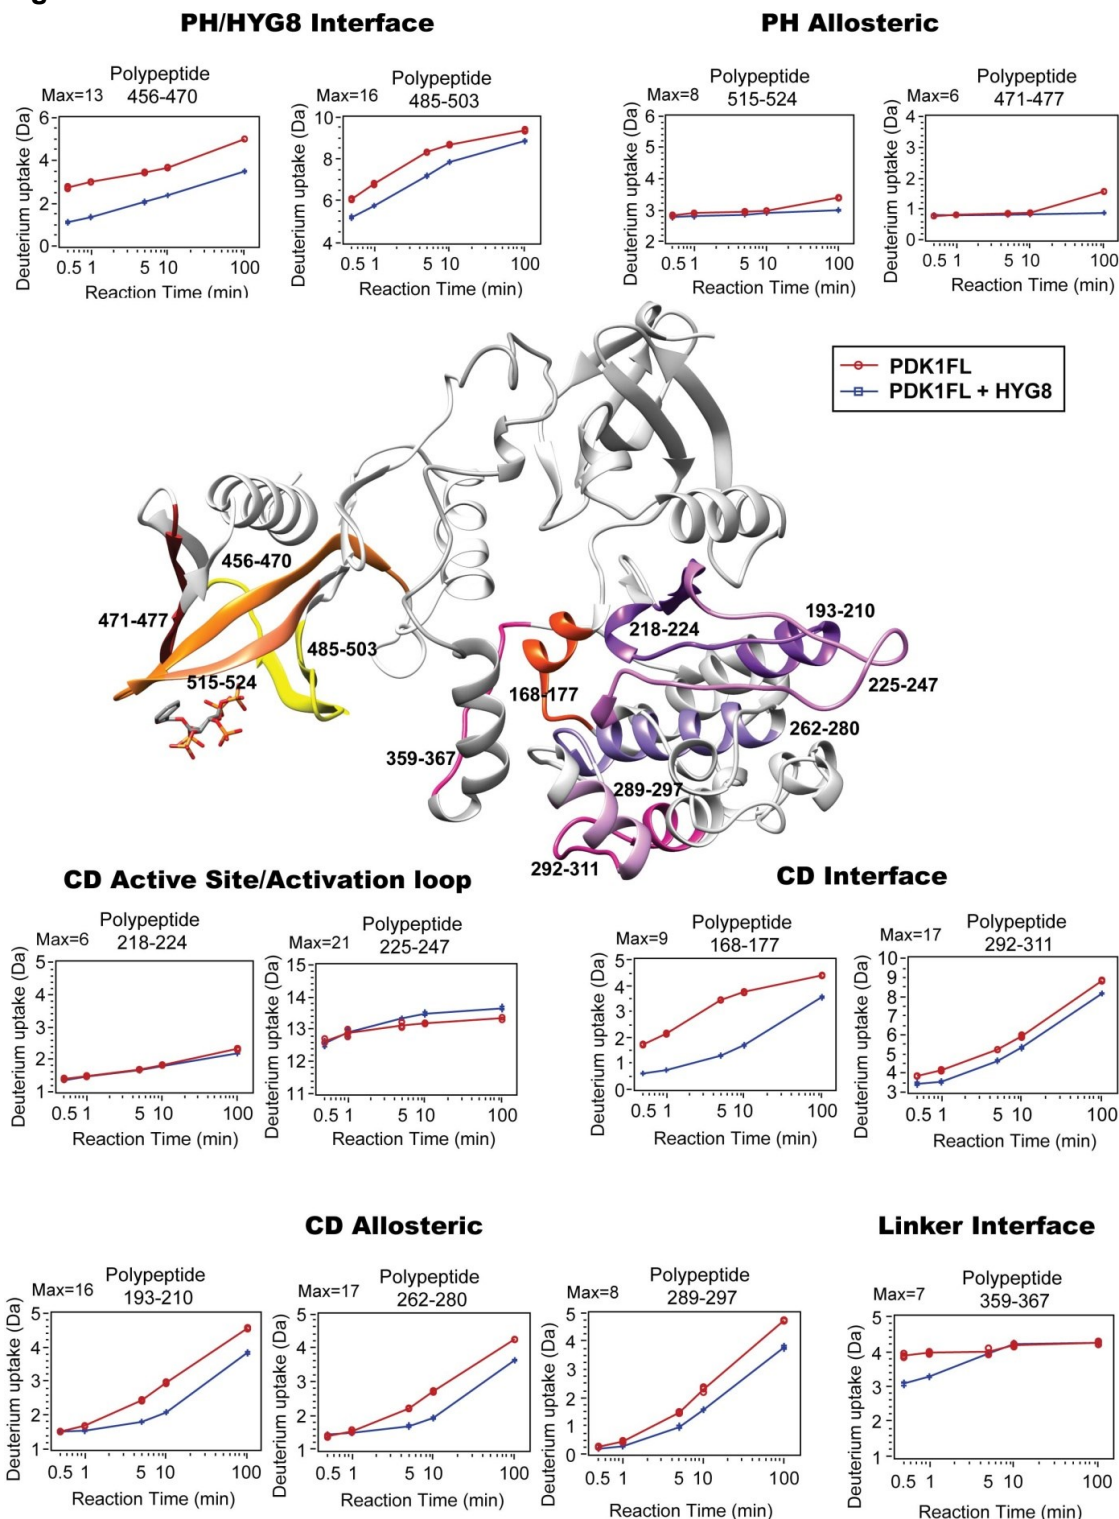 PH/HYG8 Interface
PH Allosteric
Polypeptide
Max=13 456-470
Deuterium uptake (Da)
6
4
2
0
0.5 1 5 10 100
Reaction Time (min)
Polypeptide
Max=16 485-503
Deuterium uptake (Da)
10
8
6
4
0.5 1 5 10 100
Reaction Time (min)
Polypeptide
Max=8 515-524
Deuterium uptake (Da)
6
5
4
3
2
0.5 1 5 10 100
Reaction Time (min)
Polypeptide
Max=6 471-477
Deuterium uptake (Da)
4
3
2
1
0
0.5 1 5 10 100
Reaction Time (min)
PDK1FL
PDK1FL + HYG8
456-470
471-477
485-503
515-524
193-210
218-224
225-247
168-177
262-280
359-367
289-297
292-311
CD Active Site/Activation loop
CD Interface
Polypeptide
Max=6 218-224
Deuterium uptake (Da)
5
4
3
2
1
0.5 1 5 10 100
Reaction Time (min)
Polypeptide
Max=21 225-247
Deuterium uptake (Da)
15
14
13
12
11
0.5 1 5 10 100
Reaction Time (min)
Polypeptide
Max=9 168-177
Deuterium uptake (Da)
5
4
3
2
1
0
0.5 1 5 10 100
Reaction Time (min)
Polypeptide
Max=17 292-311
Deuterium uptake (Da)
10
9
8
7
6
5
4
3
0.5 1 5 10 100
Reaction Time (min)
CD Allosteric
Linker Interface
Polypeptide
Max=16 193-210
Deuterium uptake (Da)
5
4
3
2
1
0.5 1 5 10 100
Reaction Time (min)
Polypeptide
Max=17 262-280
Deuterium uptake (Da)
5
4
3
2
1
0.5 1 5 10 100
Reaction Time (min)
Polypeptide
Max=8 289-297
Deuterium uptake (Da)
5
4
3
2
1
0
0.5 1 5 10 100
Reaction Time (min)
Polypeptide
Max=7 359-367
Deuterium uptake (Da)
5
4
3
2
1
0.5 1 5 10 100
Reaction Time (min)